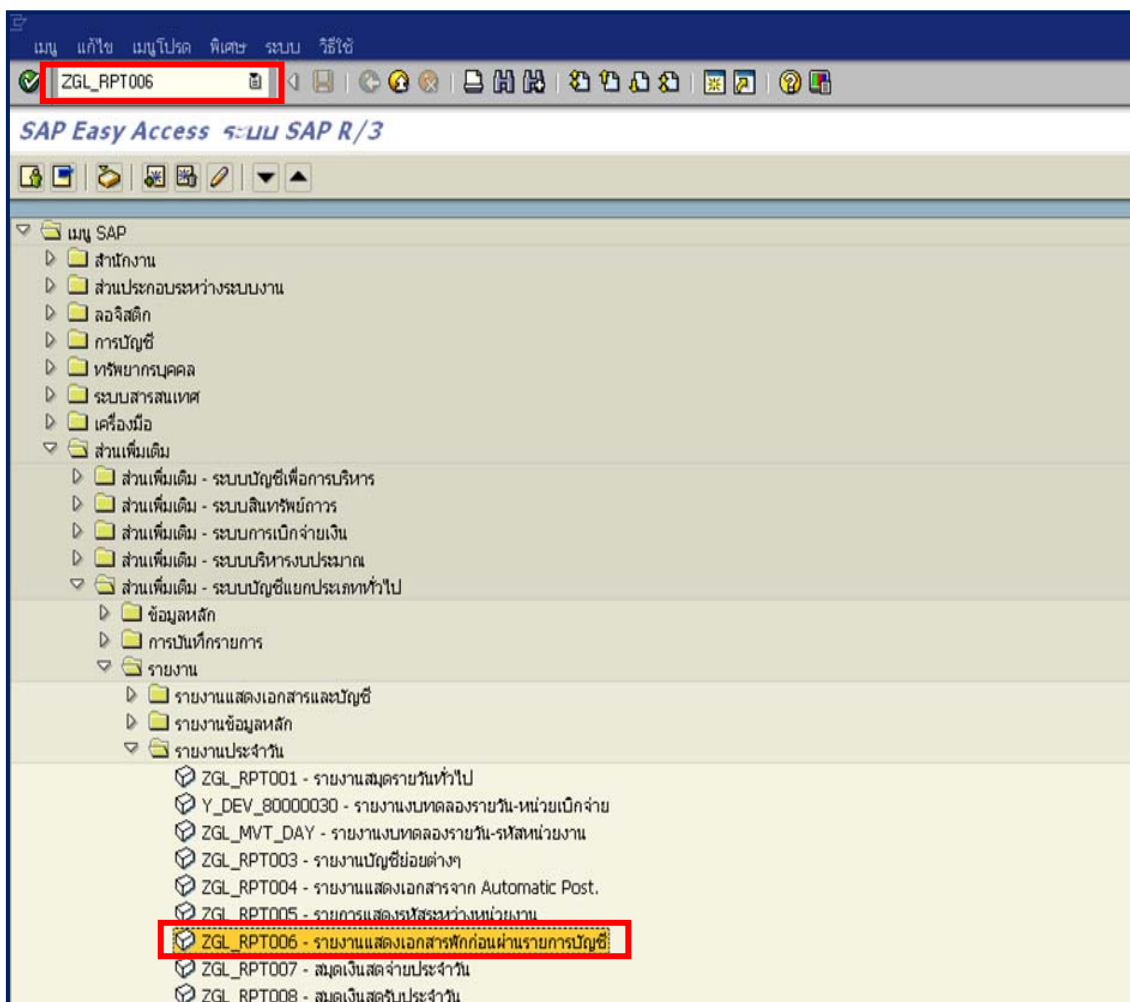 เมนู แก้ไข เมนูโปรด พิเศษ ระบบ วิธีใช้
ZGL_RPT006
SAP Easy Access ระบบ SAP R/3
เมนู SAP
สำนักงาน
ส่วนประกอบระหว่างระบบงาน
ลอจิสติก
การบัญชี
ทรัพยากรบุคคล
ระบบสารสนเทศ
เครื่องมือ
ส่วนเพิ่มเติม
ส่วนเพิ่มเติม - ระบบบัญชีเพื่อการบริหาร
ส่วนเพิ่มเติม - ระบบสินทรัพย์ถาวร
ส่วนเพิ่มเติม - ระบบการเบิกจ่ายเงิน
ส่วนเพิ่มเติม - ระบบบริหารงบประมาณ
ส่วนเพิ่มเติม - ระบบบัญชีแยกประเภททั่วไป
ข้อมูลหลัก
การบันทึกรายการ
รายงาน
รายงานแสดงเอกสารและบัญชี
รายงานข้อมูลหลัก
รายงานประจำวัน
ZGL_RPT001 - รายงานสมุดรายวันทั่วไป
Y_DEV_80000030 - รายงานงบทดลองรายวัน-หน่วยเบิกจ่าย
ZGL_MVT_DAY - รายงานงบทดลองรายวัน-รหัสหน่วยงาน
ZGL_RPT003 - รายงานบัญชีย่อยต่างๆ
ZGL_RPT004 - รายงานแสดงเอกสารจาก Automatic Post.
ZGL_RPT005 - รายการแสดงรหัสระหว่างหน่วยงาน
ZGL_RPT006 - รายงานแสดงเอกสารพักก่อนผ่านรายการบัญชี
ZGL_RPT007 - สมุดเงินสดจ่ายประจำวัน
ZGL_RPT008 - สมุดเงินสดรับประจำวัน